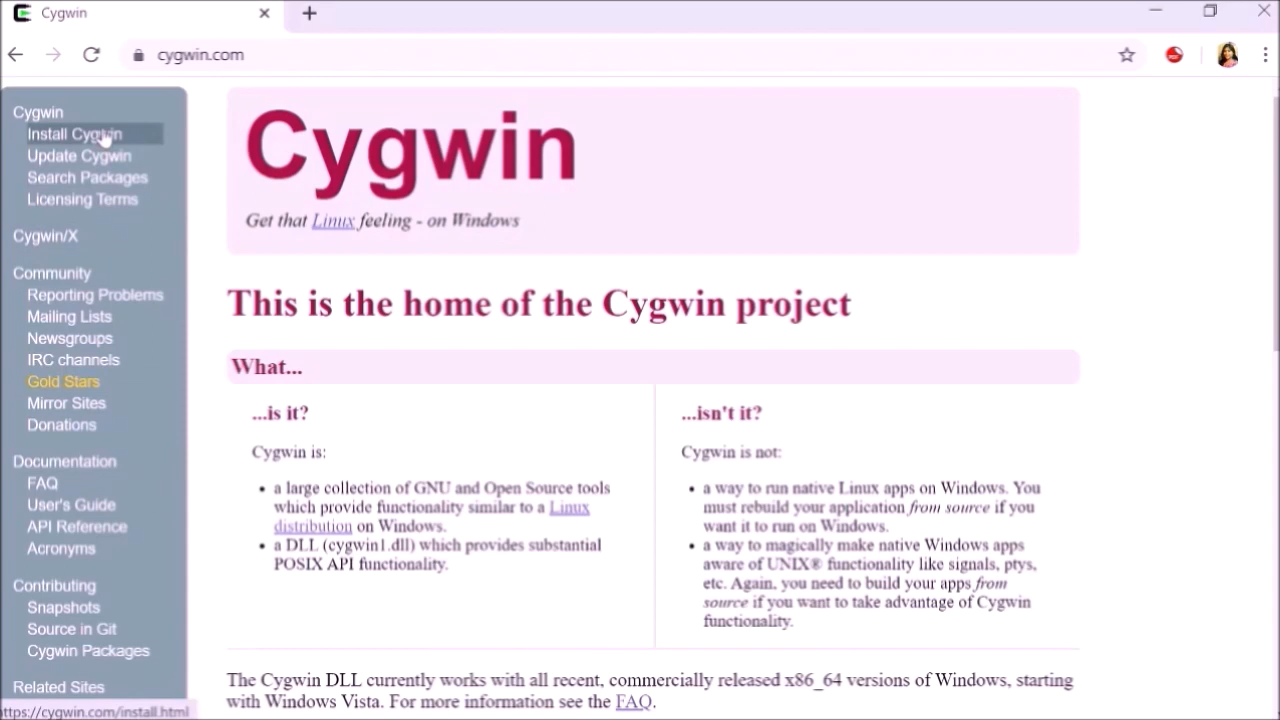 Cygwin
cygwin.com
Cygwin
Install Cygwin
Update Cygwin
Search Packages
Licensing Terms
Cygwin/X
Community
Reporting Problems
Mailing Lists
Newsgroups
IRC channels
Gold Stars
Mirror Sites
Donations
Documentation
FAQ
User's Guide
API Reference
Acronyms
Contributing
Snapshots
Source in Git
Cygwin Packages
Related Sites
Cygwin
Get that Linux feeling - on Windows
This is the home of the Cygwin project
What...
...is it?
Cygwin is:
• a large collection of GNU and Open Source tools
which provide functionality similar to a Linux
distribution on Windows.
• a DLL (cygwin1.dll) which provides substantial
POSIX API functionality.
...isn't it?
Cygwin is not:
• a way to run native Linux apps on Windows. You
must rebuild your application from source if you
want it to run on Windows.
• a way to magically make native Windows apps
aware of UNIX® functionality like signals, ptys,
etc. Again, you need to build your apps from
source if you want to take advantage of Cygwin
functionality.
The Cygwin DLL currently works with all recent, commercially released x86_64 versions of Windows, starting
with Windows Vista. For more information see the FAQ.
ttps://cygwin.com/install.html